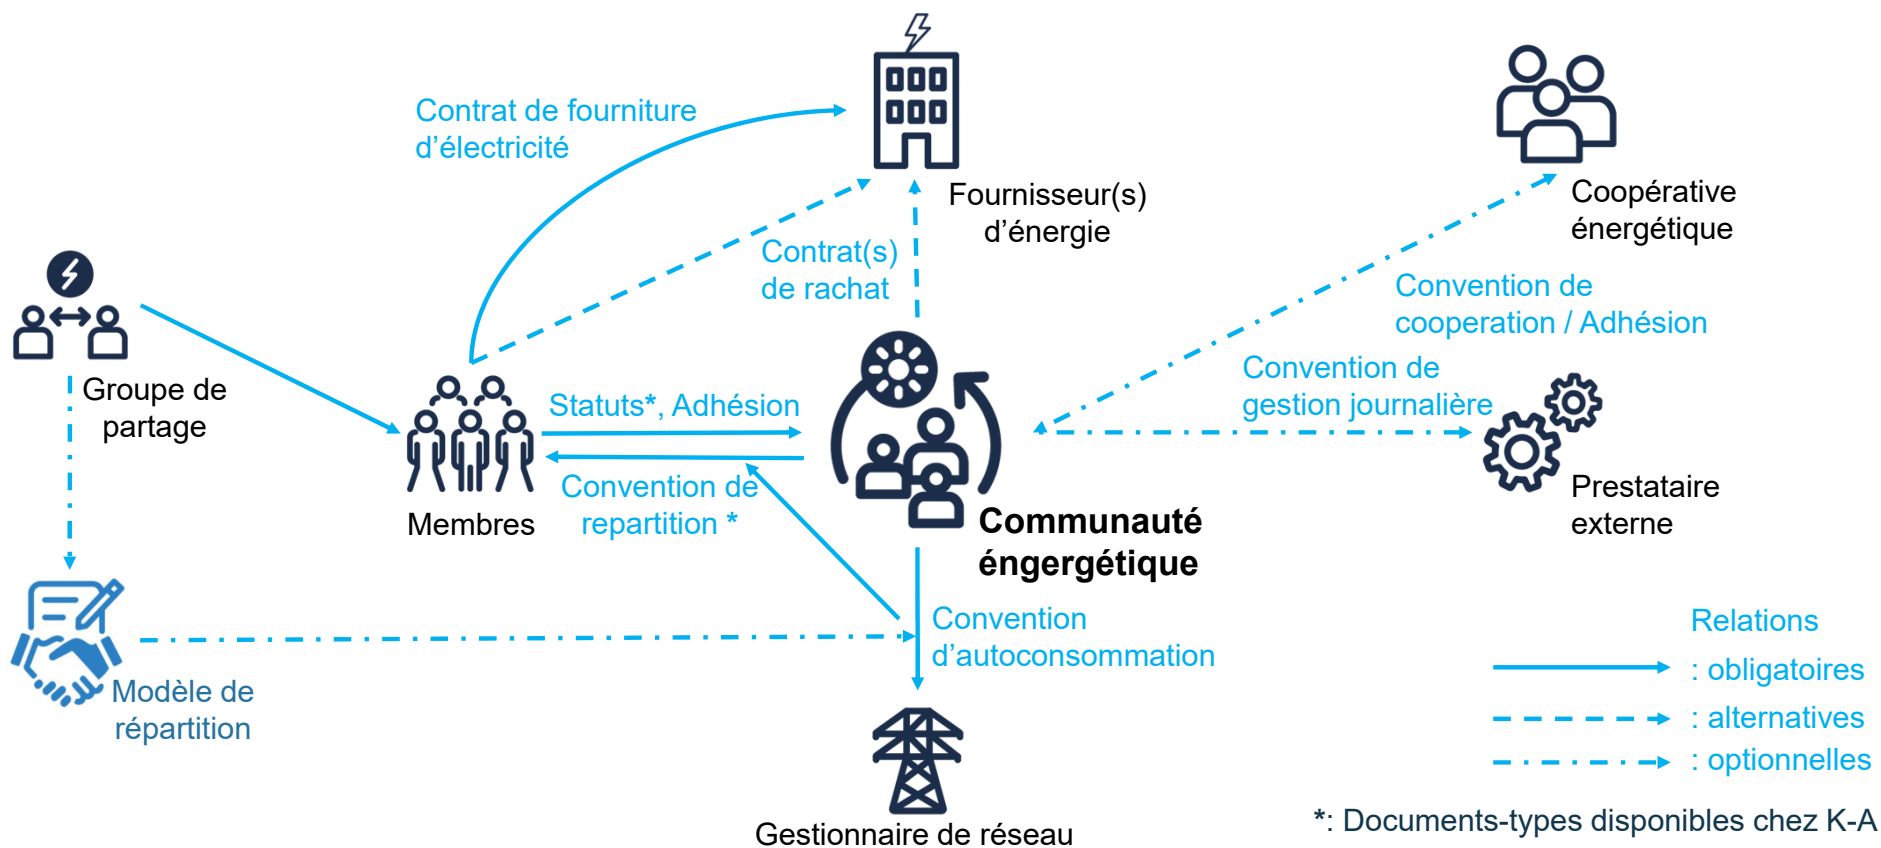 Contrat de fourniture
d’électricité
Fournisseur(s)
d’énergie
Coopérative
énergétique
Contrat(s)
de rachat
Convention de
cooperation / Adhésion
Groupe de
partage
Statuts*, Adhésion
Convention de
gestion journalière
Membres
Convention de
repartition *
Communauté
éngergétique
Prestataire
externe
Convention
d’autoconsommation
Modèle de
répartition
Gestionnaire de réseau
Relations
: obligatoires
: alternatives
: optionnelles
*: Documents-types disponibles chez K-A